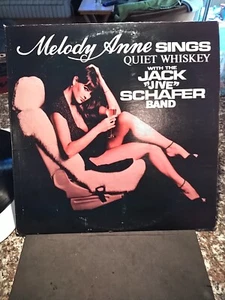 Melody Anne SINGS
QUIET WHISKEY
WITH THE
JACK
"JIVE"
SCHAFER
BAND